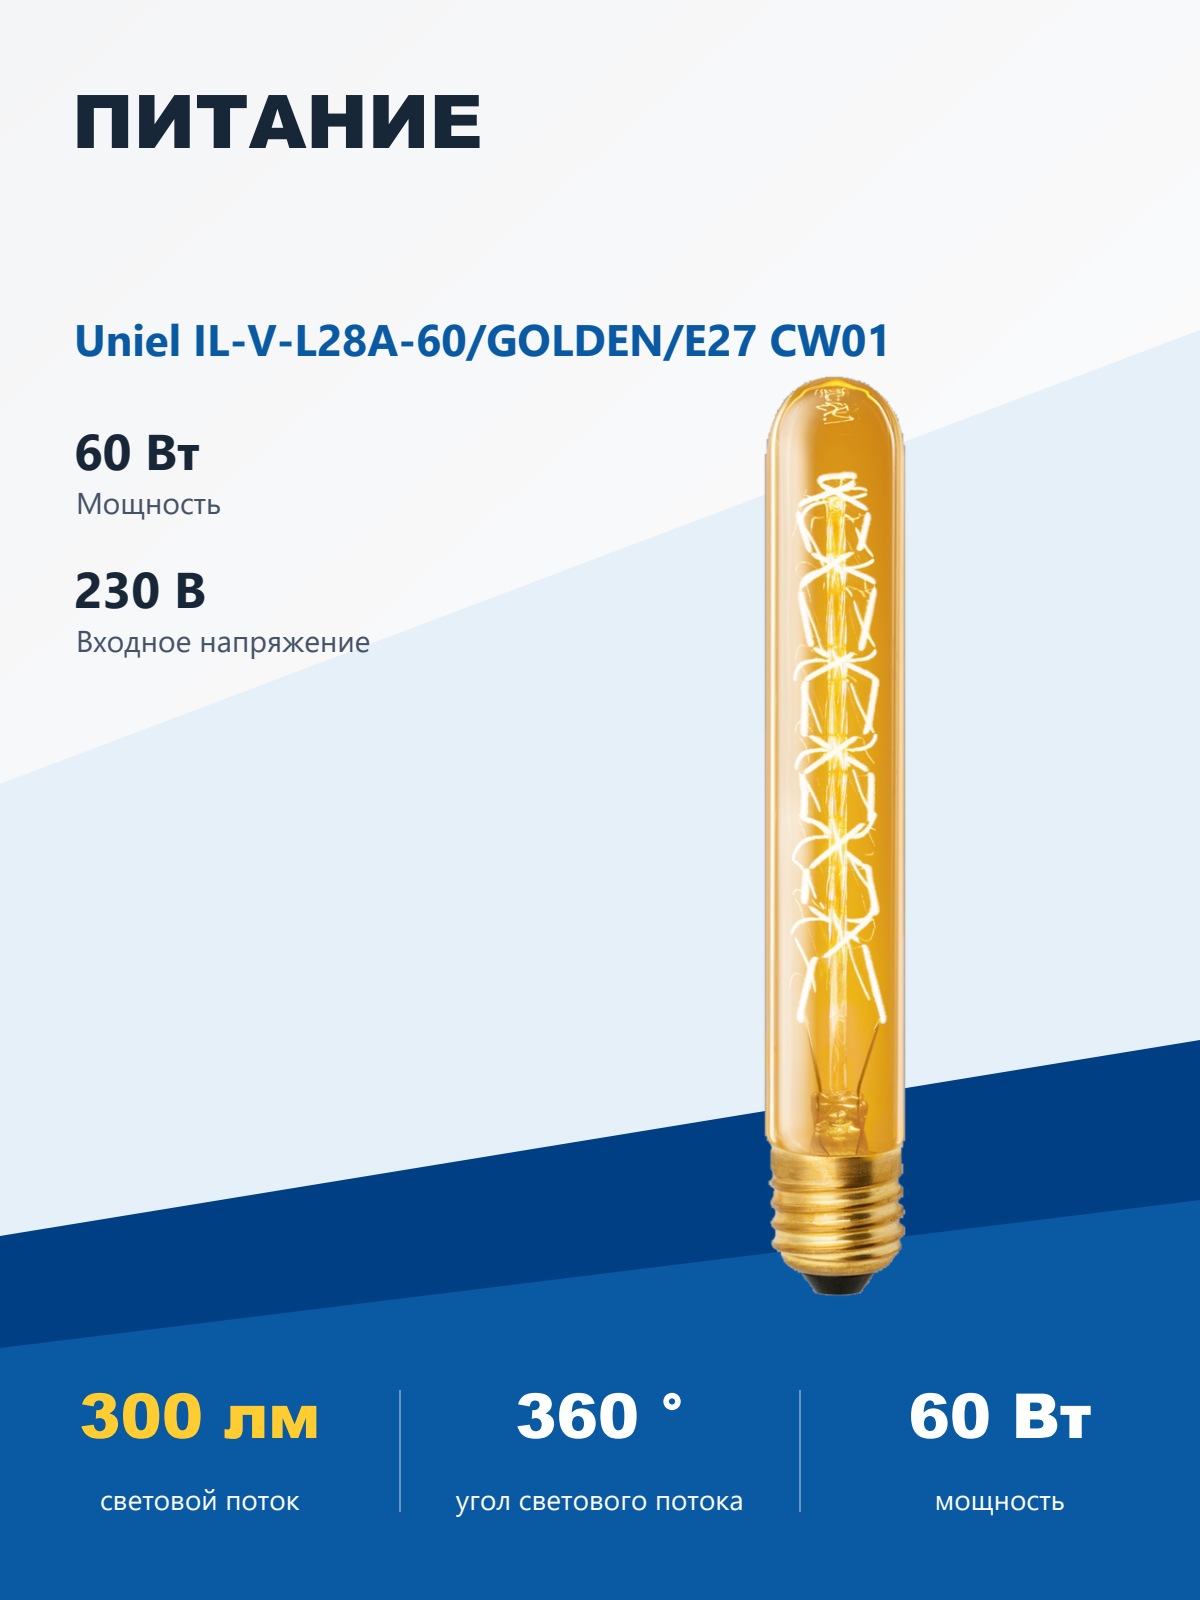 ПИТАНИЕ
Uniel IL-V-L28A-60/GOLDEN/E27 CW01
60 Вт
Мощность
230 В
Входное напряжение
300 лм
360 °
60 Вт
световой поток
угол светового потока
мощность